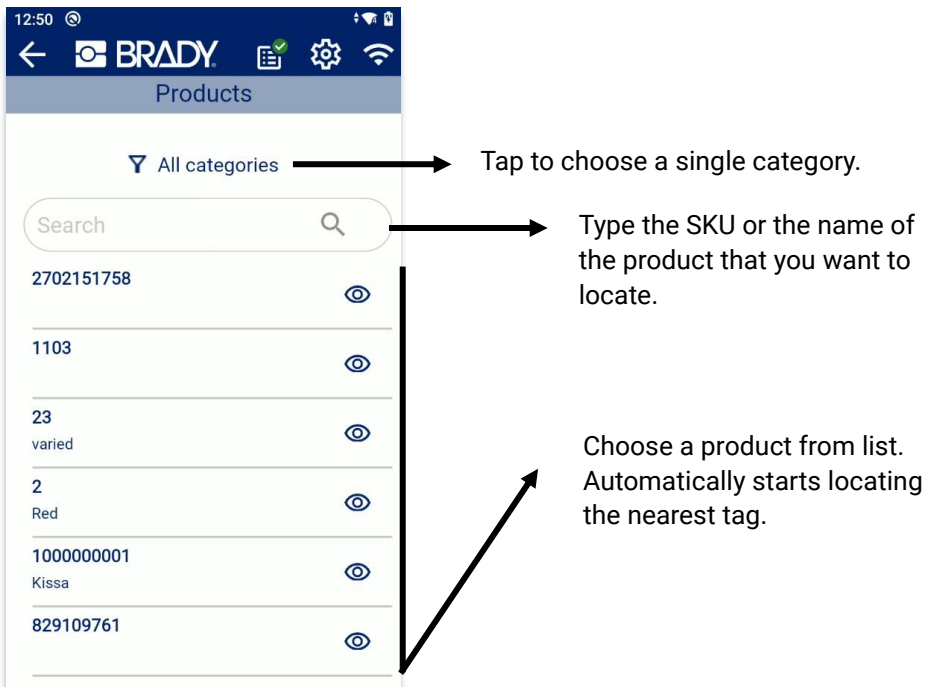 12:50
BRADY.
Products
All categories
Tap to choose a single category.
Search
Type the SKU or the name of
the product that you want to
locate.
2702151758
1103
23
varied
2
Red
1000000001
Kissa
829109761
Choose a product from list.
Automatically starts locating
the nearest tag.